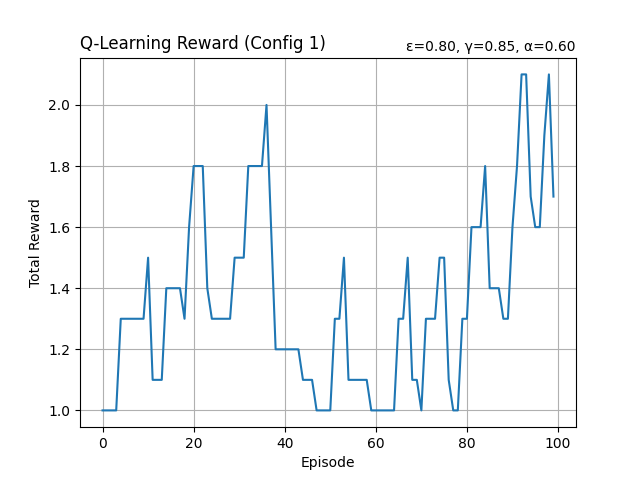 Q-Learning Reward (Config 1)
ε=0.80, γ=0.85, α=0.60
Total Reward
2.0
1.8
1.6
1.4
1.2
1.0
0 20 40 60 80 100
Episode